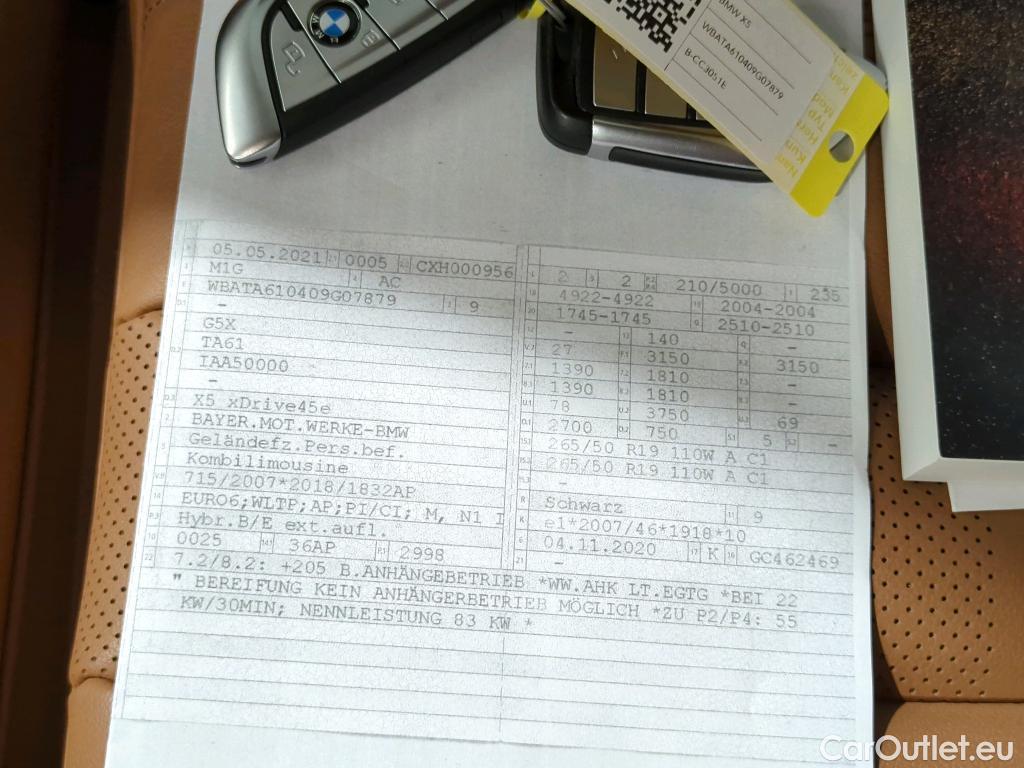 BMW X5
WBATA610409G07879
B-CC3051E
05.05.2021 0005 CXH000956
M1G AC
WBATA610409G07879 9
-
G5X
TA61
IAA50000
-
X5 xDrive45e
BAYER.MOT.WERKE-BMW
Geländefz.Pers.bef.
Kombilimousine
715/2007*2018/1832AP
EURO6;WLTP;AP;PI/CI; M, N1 I
Hybr.B/E ext.aufl.
0025 36AP 2998
2 2 210/5000 235
4922-4922 2004-2004
1745-1745 2510-2510
- 140 -
27 3150 3150
1390 1810 -
1390 1810 -
78 3750 69
2700 750 5 -
265/50 R19 110W A C1
265/50 R19 110W A C1
-
Schwarz 9
e1*2007/46*1918*10
04.11.2020 K GC462469
-
7.2/8.2: +205 B.ANHÄNGEBETRIEB *WW.AHK LT.EGTG *BEI 22
" BEREIFUNG KEIN ANHÄNGERBETRIEB MÖGLICH *ZU P2/P4: 55
KW/30MIN; NENNLEISTUNG 83 KW *
CarOutlet.eu